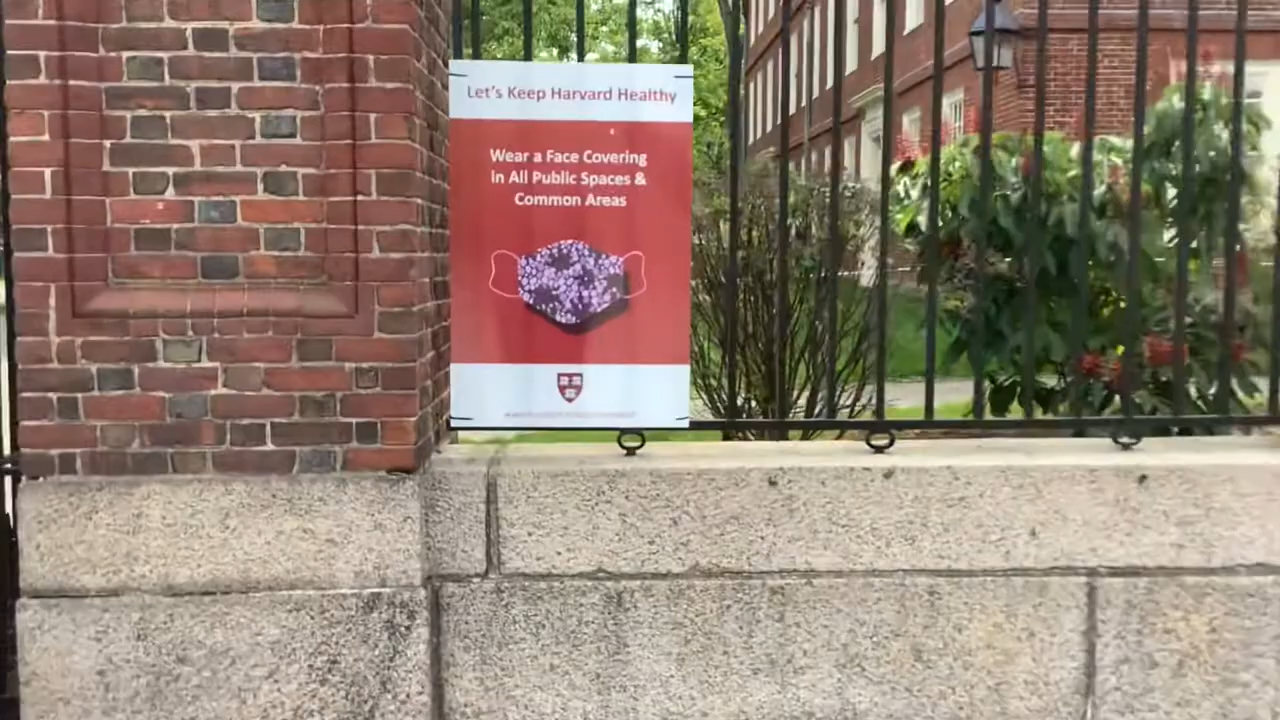 Let's Keep Harvard Healthy
Wear a Face Covering
in All Public Spaces &
Common Areas